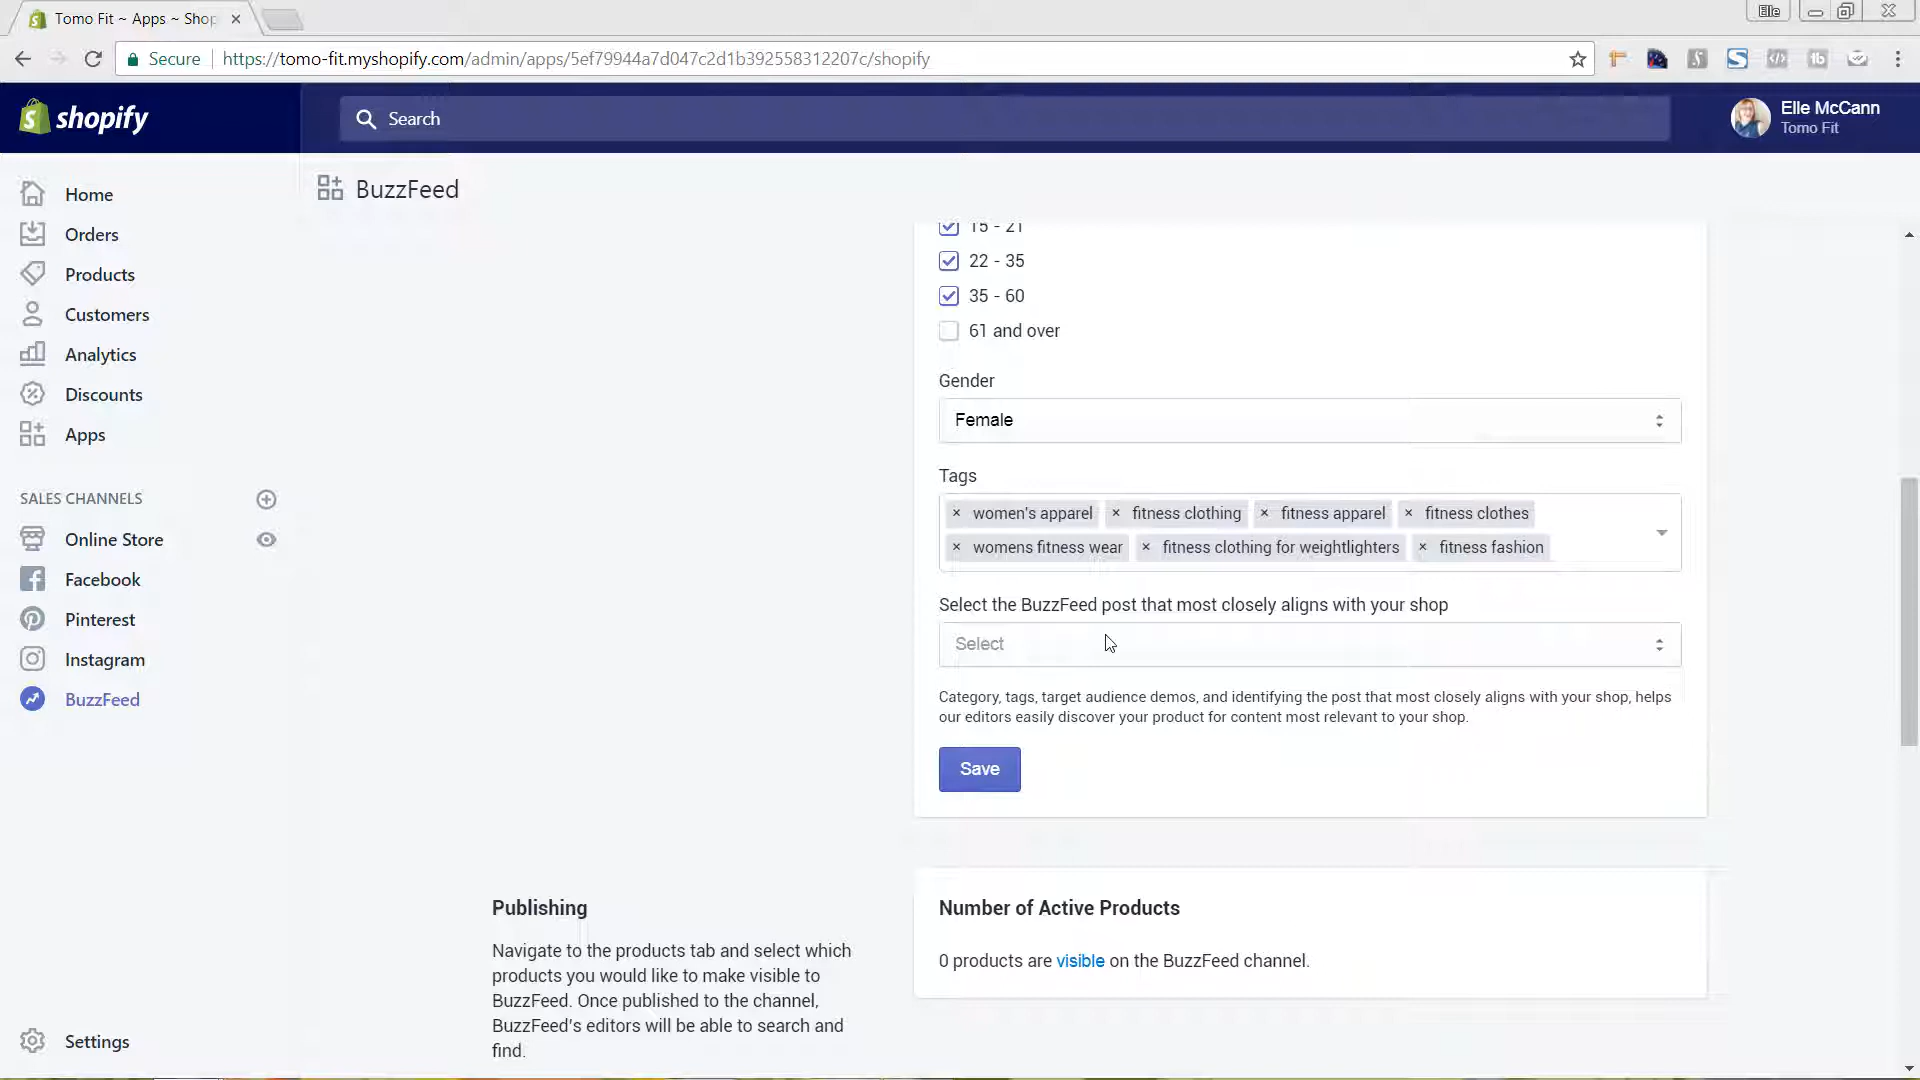 Tomo Fit ~ Apps ~ Shop
Elle
Secure
https://tomo-fit.myshopify.com/admin/apps/5ef79944a7d047c2d1b392558312207c/shopify
shopify
Search
Elle McCann
Tomo Fit
BuzzFeed
Home
Orders
Products
Customers
Analytics
Discounts
Apps
SALES CHANNELS
Online Store
Facebook
Pinterest
Instagram
BuzzFeed
Settings
15 - 21
22 - 35
35 - 60
61 and over
Gender
Female
Tags
× women's apparel × fitness clothing × fitness apparel × fitness clothes
× womens fitness wear × fitness clothing for weightlighters × fitness fashion
Select the BuzzFeed post that most closely aligns with your shop
Select
Category, tags, target audience demos, and identifying the post that most closely aligns with your shop, helps
our editors easily discover your product for content most relevant to your shop.
Save
Publishing
Navigate to the products tab and select which
products you would like to make visible to
BuzzFeed. Once published to the channel,
BuzzFeed's editors will be able to search and
find.
Number of Active Products
0 products are visible on the BuzzFeed channel.